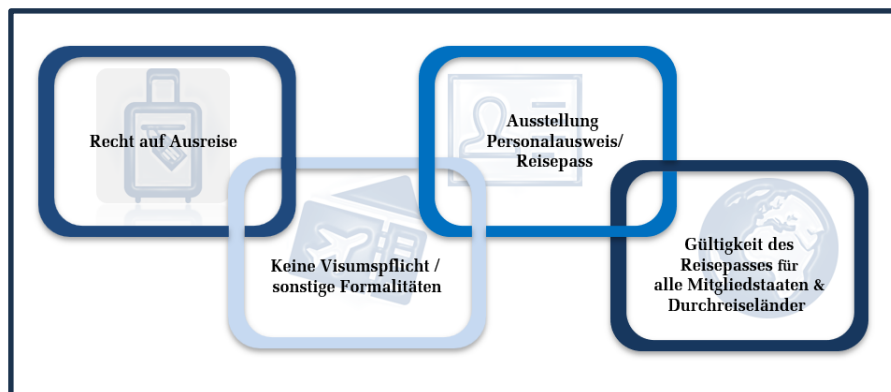 Recht auf Ausreise
Keine Visumspflicht /
sonstige Formalitäten
Ausstellung
Personalausweis/
Reisepass
Gültigkeit des
Reisepasses für
alle Mitgliedstaaten &
Durchreiseländer